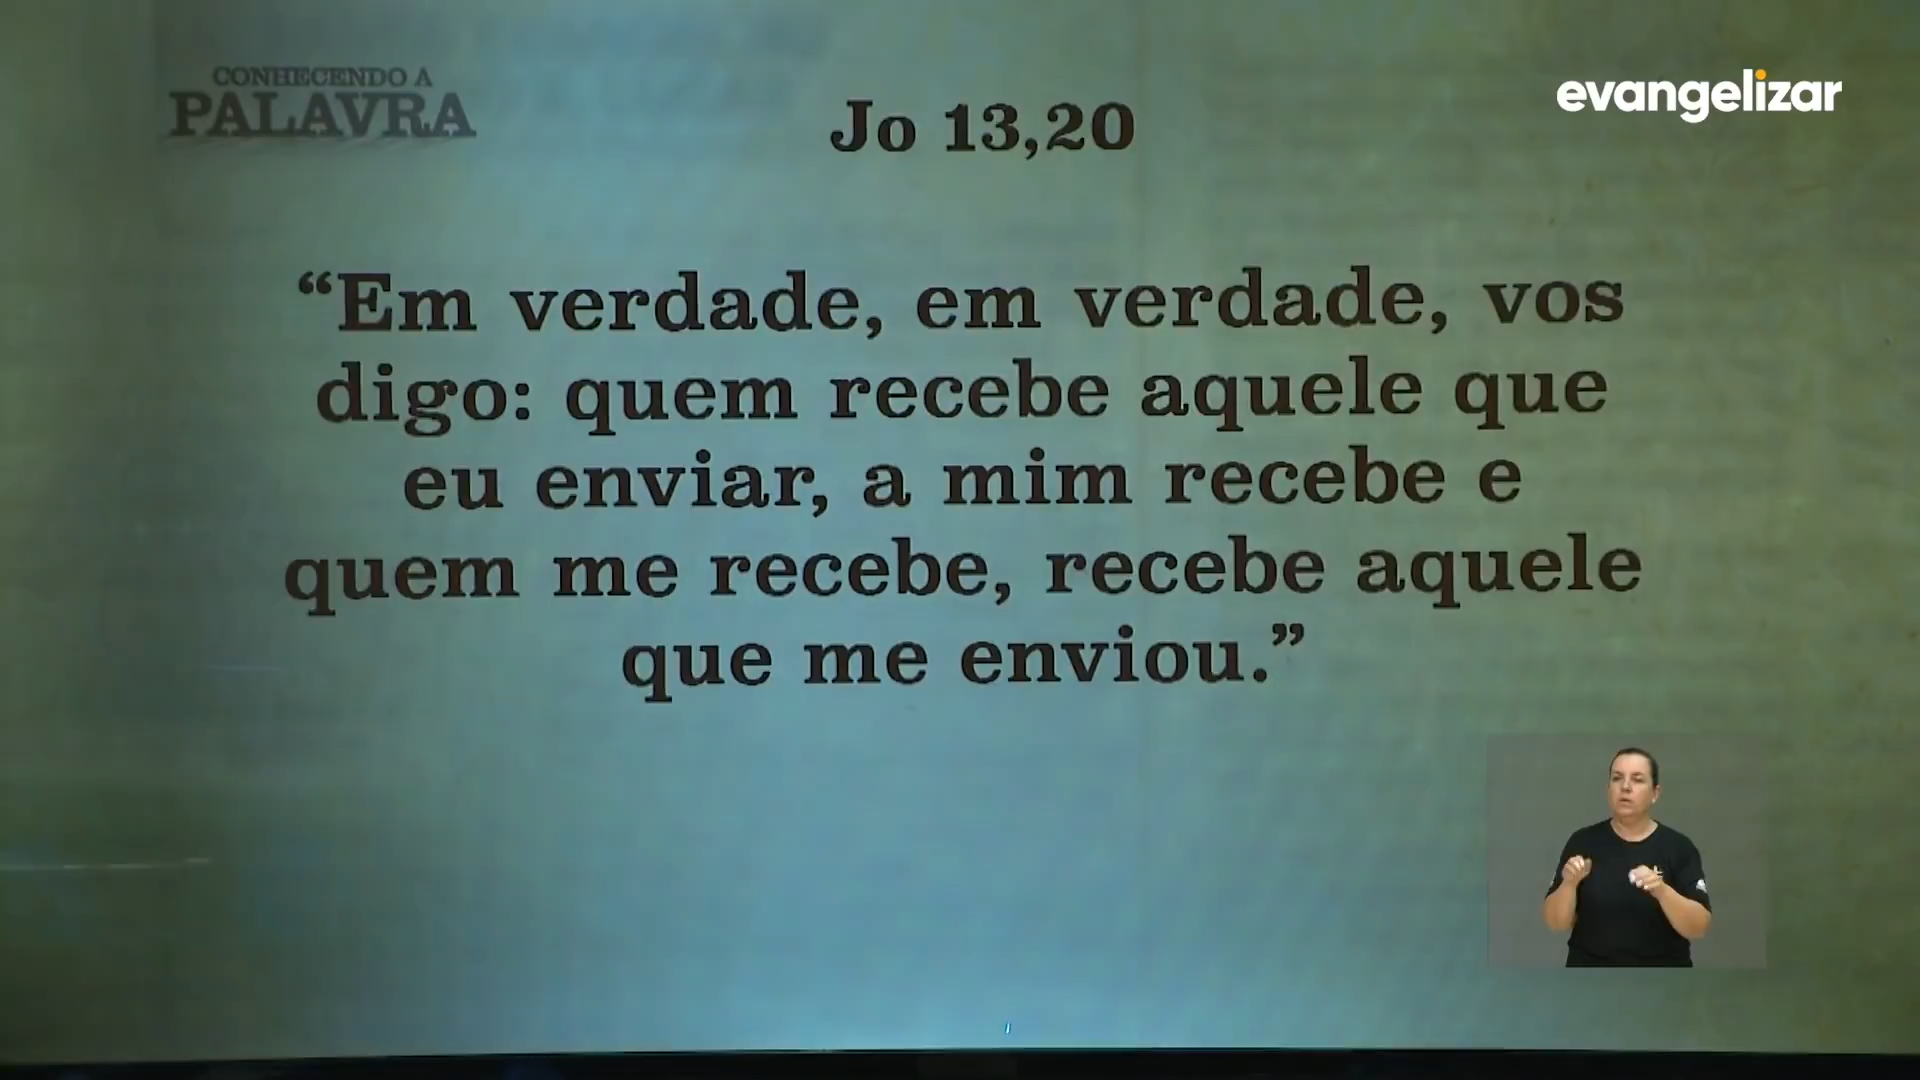 CONHECENDO A
PALAVRA
evangelizar
Jo 13,20
“Em verdade, em verdade, vos
digo: quem recebe aquele que
eu enviar, a mim recebe e
quem me recebe, recebe aquele
que me enviou.”